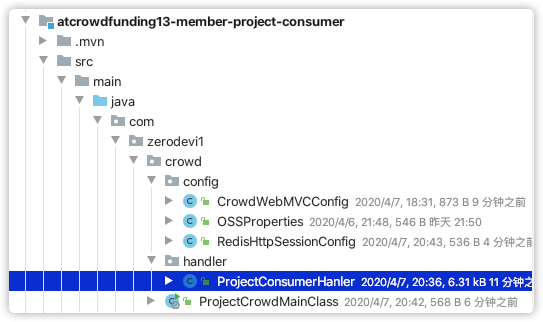 atcrowdfunding13-member-project-consumer
.mvn
src
main
java
com
zerodevi1
crowd
config
CrowdWebMVCConfig 2020/4/7, 18:31, 873 B 9 分钟之前
OSSProperties 2020/4/6, 21:48, 546 B 昨天 21:50
RedisHttpSessionConfig 2020/4/7, 20:43, 536 B 4 分钟之前
handler
ProjectConsumerHanler 2020/4/7, 20:36, 6.31 kB 11 分钟之
ProjectCrowdMainClass 2020/4/7, 20:42, 568 B 6 分钟之前